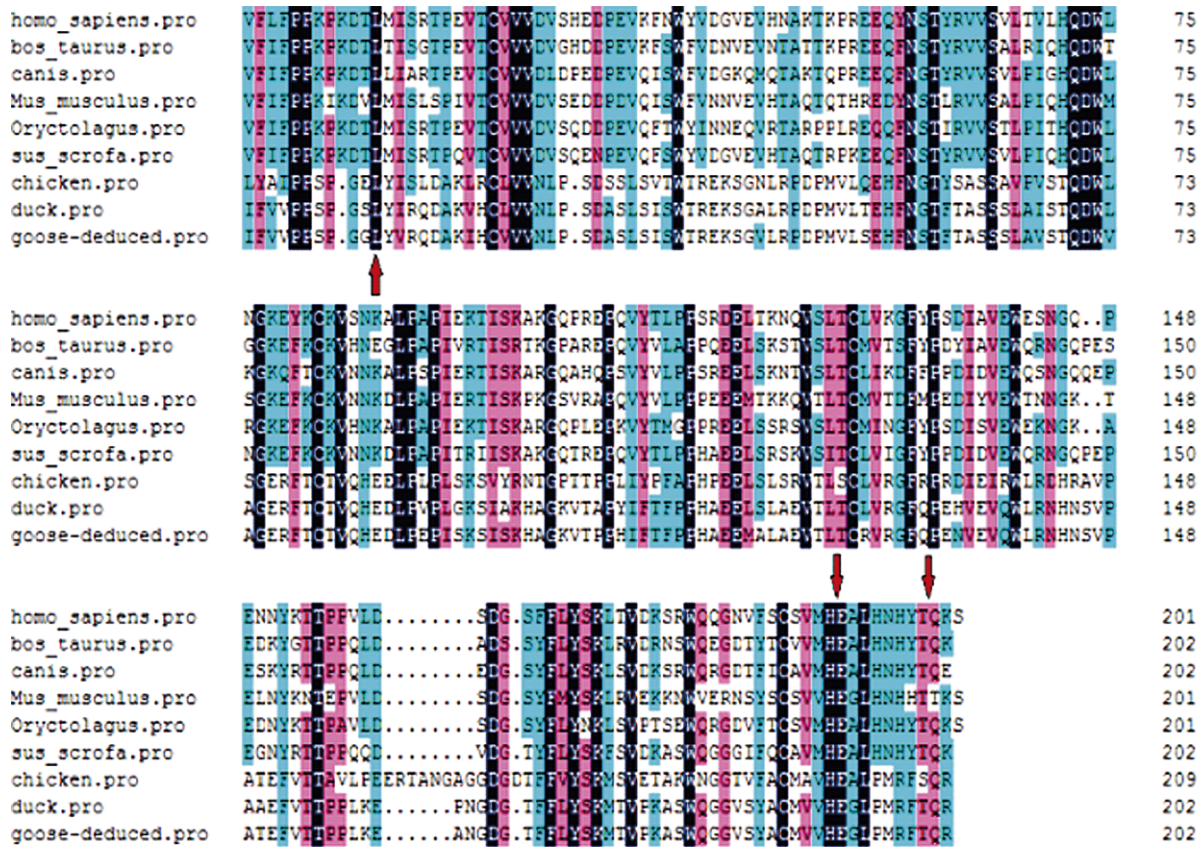 homo_sapiens.pro VFLFPPKPKDTLMISRTPEVTCVVVDVSHEDPEVKFNWYVDGVEVHNAKTKPREEQYNSTYRVVSVLTVLHQDWL 75
bos_taurus.pro VFIFPPKPKDTLTISGTPEVTCVVVDVGHDDPEVKFSWFVDNVEVNTATTKPREEQFNSTYRVVSALRIQHQDWT 75
canis.pro VFIFPPKPKDTLLIARTPEVTCVVVDLDPEDPEVQISWFVDGKQMQTAKTQPREEQFNGTYRVVSVLPIGHQDWL 75
Mus_musculus.pro VFIFPPKIKDVLMISLSPIVTCVVVDVSEDDPDVQISWFVNNVEVHTAQTQTHREDYNSTLRVVSALPIQHQDWM 75
Oryctolagus.pro VFIFPPKPKDTLMISRTPEVTCVVVDVSQDDPEVQFTWYINNEQVRTARPPLREQQFNSTIRVVSTLPITHQDWL 75
sus_scrofa.pro VFIFPPKPKDTLMISRTPQVTCVVVDVSQENPEVQFSWYVDGVEVHTAQTRPKEEQFNSTYRVVSVLPIQHQDWL 75
chicken.pro LYAIPPSP.GELYISLDAKLRCLVVNLP.SDSSLSVTWTREKSGNLRPDPMVLQEHFNGTYSASSAVPVSTQDWL 73
duck.pro IFVVPPSP.GSLYIRQDAKVHCLVVNLP.SDASLSISWTREKSGALRPDPMVLTEHFNGTFTASSSLAISTQDWV 73
goose-deduced.pro IFVVPPSP.GGLYVRQDAKIHCLVVNLP.SDASLSISWTREKSGVLRPDPMVLSEHFNSTFTASSSLAVSTQDWV 73
homo_sapiens.pro NGKEYKCKVSNKALPAPIEKTISKAKGQPREPQVYTLPPSRDELTKNQVSLTCLVKGFYPSDIAVEWESNGQ..P 148
bos_taurus.pro GGKEFKCKVHNEGLPAPIVRTISRTKGPAREPQVYVLAPPQEELSKSTVSLTCMVTSFYPDYIAVEWQRNGQPES 150
canis.pro KGKQFTCKVNNKALPSPIERTISKARGQAHQPSVYVLPPSREELSKNTVSLTCLIKDFFPPDIDVEWQSNGQQEP 150
Mus_musculus.pro SGKEFKCKVNNKDLPAPIERTISKPKGSVRAPQVYVLPPPEEEMTKKQVTLTCMVTDFMPEDIYVEWTNNGK..T 148
Oryctolagus.pro RGKEFKCKVHNKALPAPIEKTISKARGQPLEPKVYTMGPPREELSSRSVSLTCMINGFYPSDISVEWEKNGK..A 148
sus_scrofa.pro NGKEFKCKVNNKDLPAPITRIISKAKGQTREPQVYTLPPHAEELSRSKVSITCLVIGFYPPDIDVEWQRNGQPEP 150
chicken.pro SGERFTCTVQHEELPLPLSKSVYRNTGPTTPPLIYPFAPHPEELSLSRVTLSCLVRGFRPRDIEIRWLRDHRAVP 148
duck.pro AGERFTCTVQHEDLPVPLGKSIAKHAGKVTAPYIFTFPPHAEELSLAEVTLTCLVRGFQPEHVEVQWLRNHNSVP 148
goose-deduced.pro AGERFTCTVQHEDLPEPISKSISKHAGKVTPPHIFTFPPHAEEMALAEVTLTCRVRGFQPENVEVQWLRNHNSVP 148
homo_sapiens.pro ENNYKTTPPVLD........SDG.SFFLYSKLTVDKSRWQQGNVFSCSVMHEALHNHYTQKS 201
bos_taurus.pro EDKYGTTPPQLD........ADS.SYFLYSKLRVDRNSWQEGDTYTCVVMHEALHNHYTQK 202
canis.pro ESKYRTTPPQLD........EDG.SYFLYSKLSVDKSRWQRGDTFICAVMHEALHNHYTQE 202
Mus_musculus.pro ELNYKNTEPVLD........SDG.SYFMYSKLRVEKKNWVERNSYSCSVVHEGLHNHHTTKS 201
Oryctolagus.pro EDNYKTTPAVLD........SDG.SYFLYNKLSVPTSEWQRGDVFTCSVMHEALHNHYTQKS 201
sus_scrofa.pro EGNYRTTPPQQD........VDG.TYFLYSKFSVDKASWQGGGIFQCAVMHEALHNHYTQK 202
chicken.pro ATEFVTTAVLPEERTANGAGGDGDTFFVYSKMSVETAKWNGGTVFACMAVHEALPMRFSQR 209
duck.pro AAEFVTTPPLKE.......PNGDG.TFFLYSKMTVPKASWQGGVSYACMVVHEGLPMRFTQR 202
goose-deduced.pro ATEFVTTPPLKE.......ANGDG.TFFLYSKMTVPKASWQGGVSYACMVVHEGLPMRFTQR 202